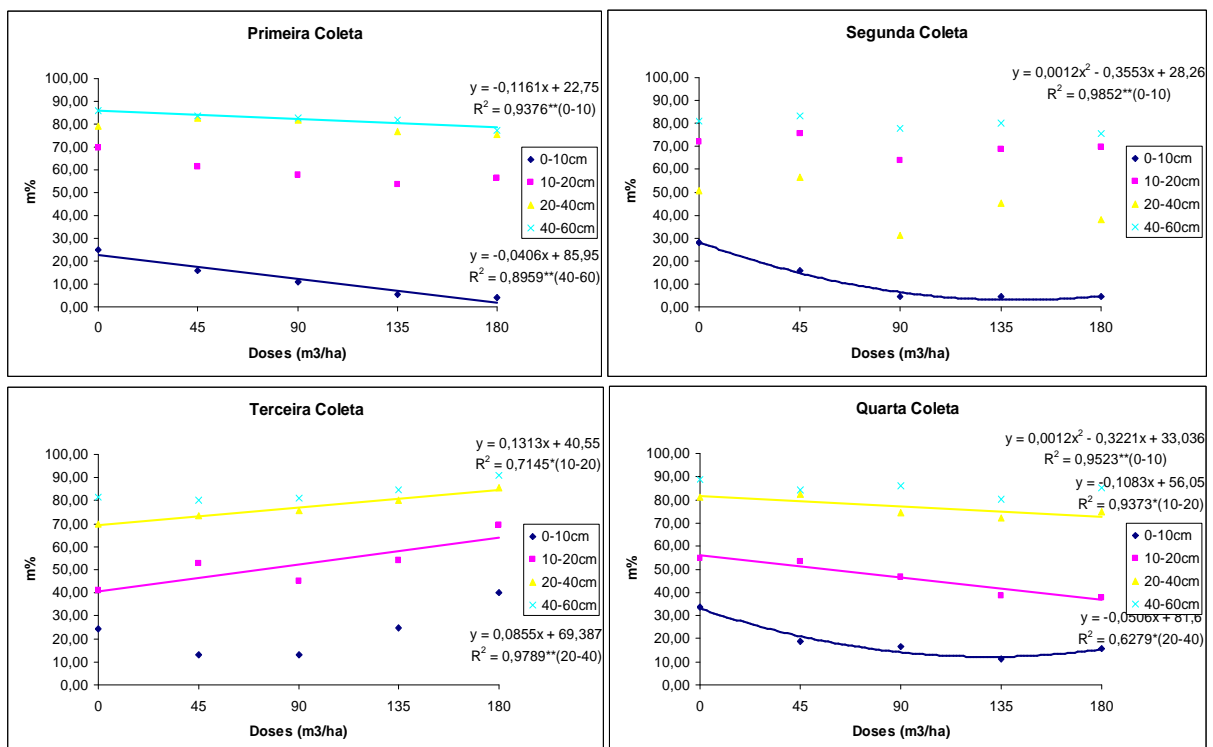 Primeira Coleta
100,00
90,00
80,00
70,00
60,00
50,00
40,00
30,00
20,00
10,00
0,00
m%
0 45 90 135 180
Doses (m3/ha)
y = -0,1161x + 22,75
R² = 0,9376**(0-10)
0-10cm
10-20cm
20-40cm
40-60cm
y = -0,0406x + 85,95
R² = 0,8959**(40-60)
Segunda Coleta
100,00
90,00
80,00
70,00
60,00
50,00
40,00
30,00
20,00
10,00
0,00
m%
0 45 90 135 180
Doses (m3/ha)
y = 0,0012x² - 0,3553x + 28,26
R² = 0,9852**(0-10)
0-10cm
10-20cm
20-40cm
40-60cm
Terceira Coleta
100,00
90,00
80,00
70,00
60,00
50,00
40,00
30,00
20,00
10,00
0,00
m%
0 45 90 135 180
Doses (m3/ha)
y = 0,1313x + 40,55
R² = 0,7145*(10-20)
0-10cm
10-20cm
20-40cm
40-60cm
y = 0,0855x + 69,387
R² = 0,9789**(20-40)
Quarta Coleta
100,00
90,00
80,00
70,00
60,00
50,00
40,00
30,00
20,00
10,00
0,00
m%
0 45 90 135 180
Doses (m3/ha)
y = 0,0012x² - 0,3221x + 33,036
R² = 0,9523**(0-10)
y = -0,1083x + 56,05
R² = 0,9373*(10-20)
0-10cm
10-20cm
20-40cm
40-60cm
y = -0,0506x + 81,6
R² = 0,6279*(20-40)